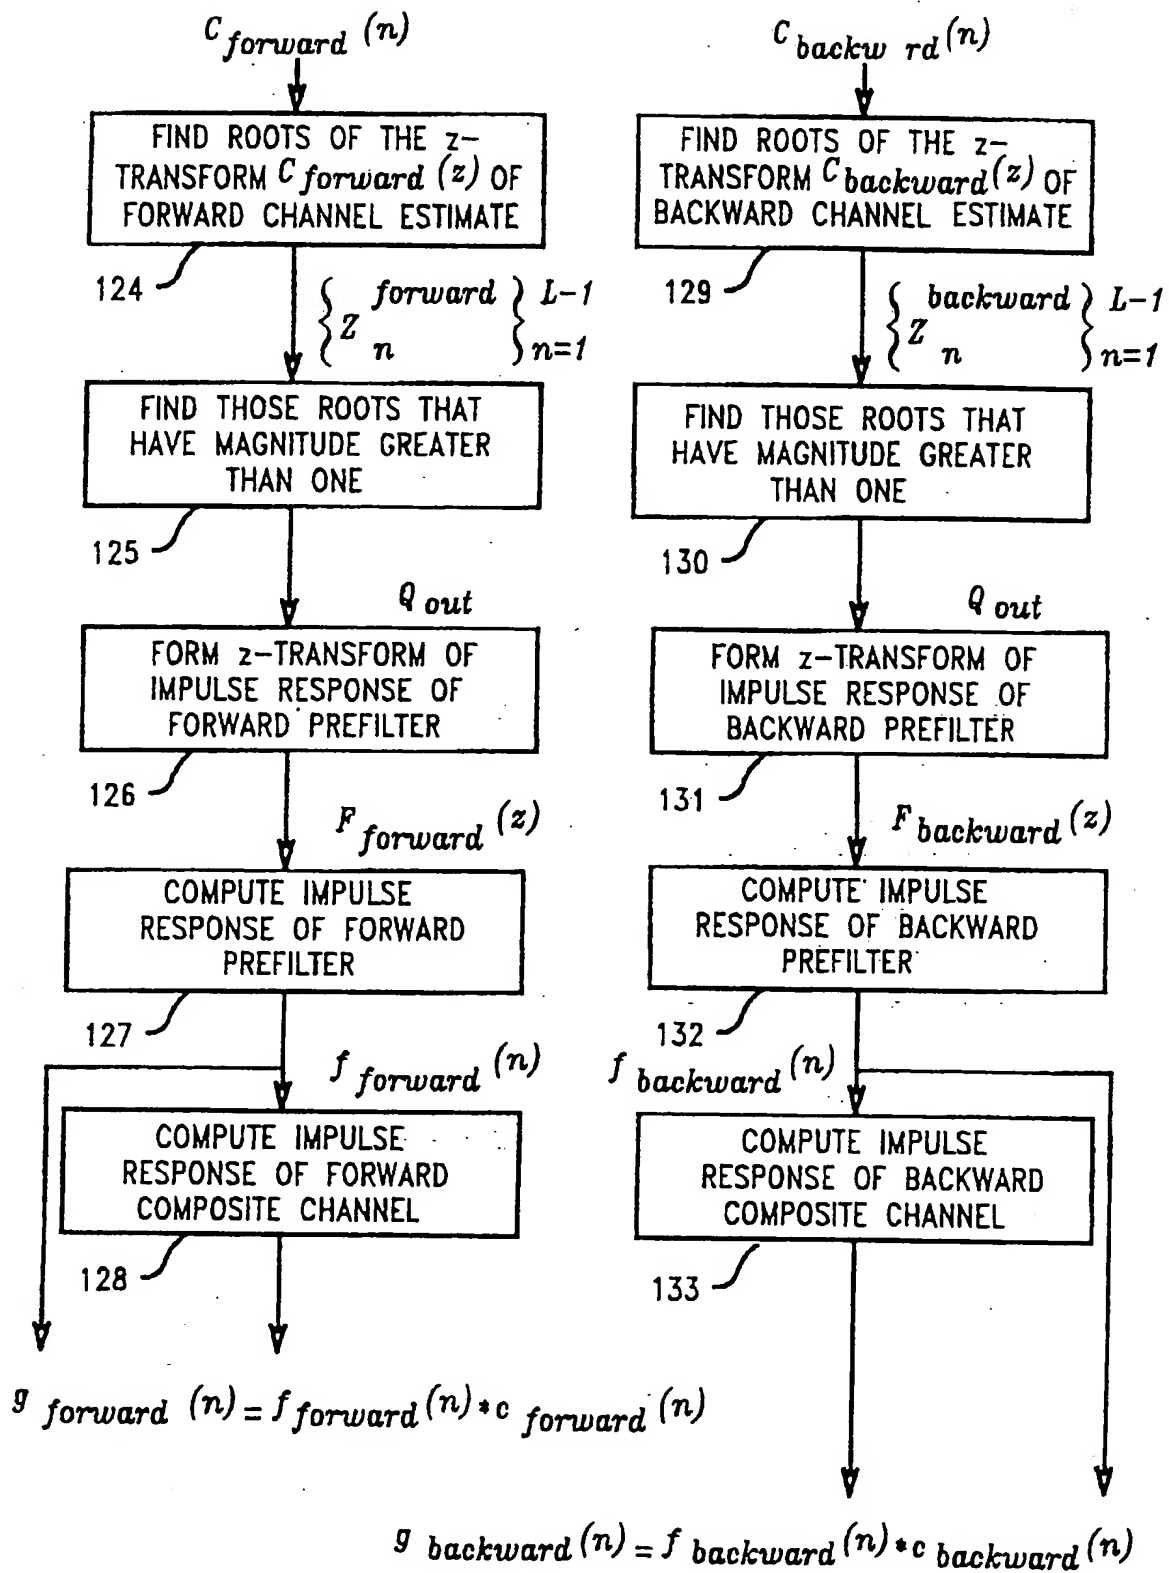 C forward (n)
FIND ROOTS OF THE z-
TRANSFORM C forward (z) OF
FORWARD CHANNEL ESTIMATE
124
{ Z n forward } L-1 n=1
FIND THOSE ROOTS THAT
HAVE MAGNITUDE GREATER
THAN ONE
125
Q out
FORM z-TRANSFORM OF
IMPULSE RESPONSE OF
FORWARD PREFILTER
126
F forward (z)
COMPUTE IMPULSE
RESPONSE OF FORWARD
PREFILTER
127
f forward (n)
COMPUTE IMPULSE
RESPONSE OF FORWARD
COMPOSITE CHANNEL
128
g forward (n) = f forward (n) * c forward (n)
C backw rd (n)
FIND ROOTS OF THE z-
TRANSFORM C backward (z) OF
BACKWARD CHANNEL ESTIMATE
129
{ Z n backward } L-1 n=1
FIND THOSE ROOTS THAT
HAVE MAGNITUDE GREATER
THAN ONE
130
Q out
FORM z-TRANSFORM OF
IMPULSE RESPONSE OF
BACKWARD PREFILTER
131
F backward (z)
COMPUTE IMPULSE
RESPONSE OF BACKWARD
PREFILTER
132
f backward (n)
COMPUTE IMPULSE
RESPONSE OF BACKWARD
COMPOSITE CHANNEL
133
g backward (n) = f backward (n) * c backward (n)